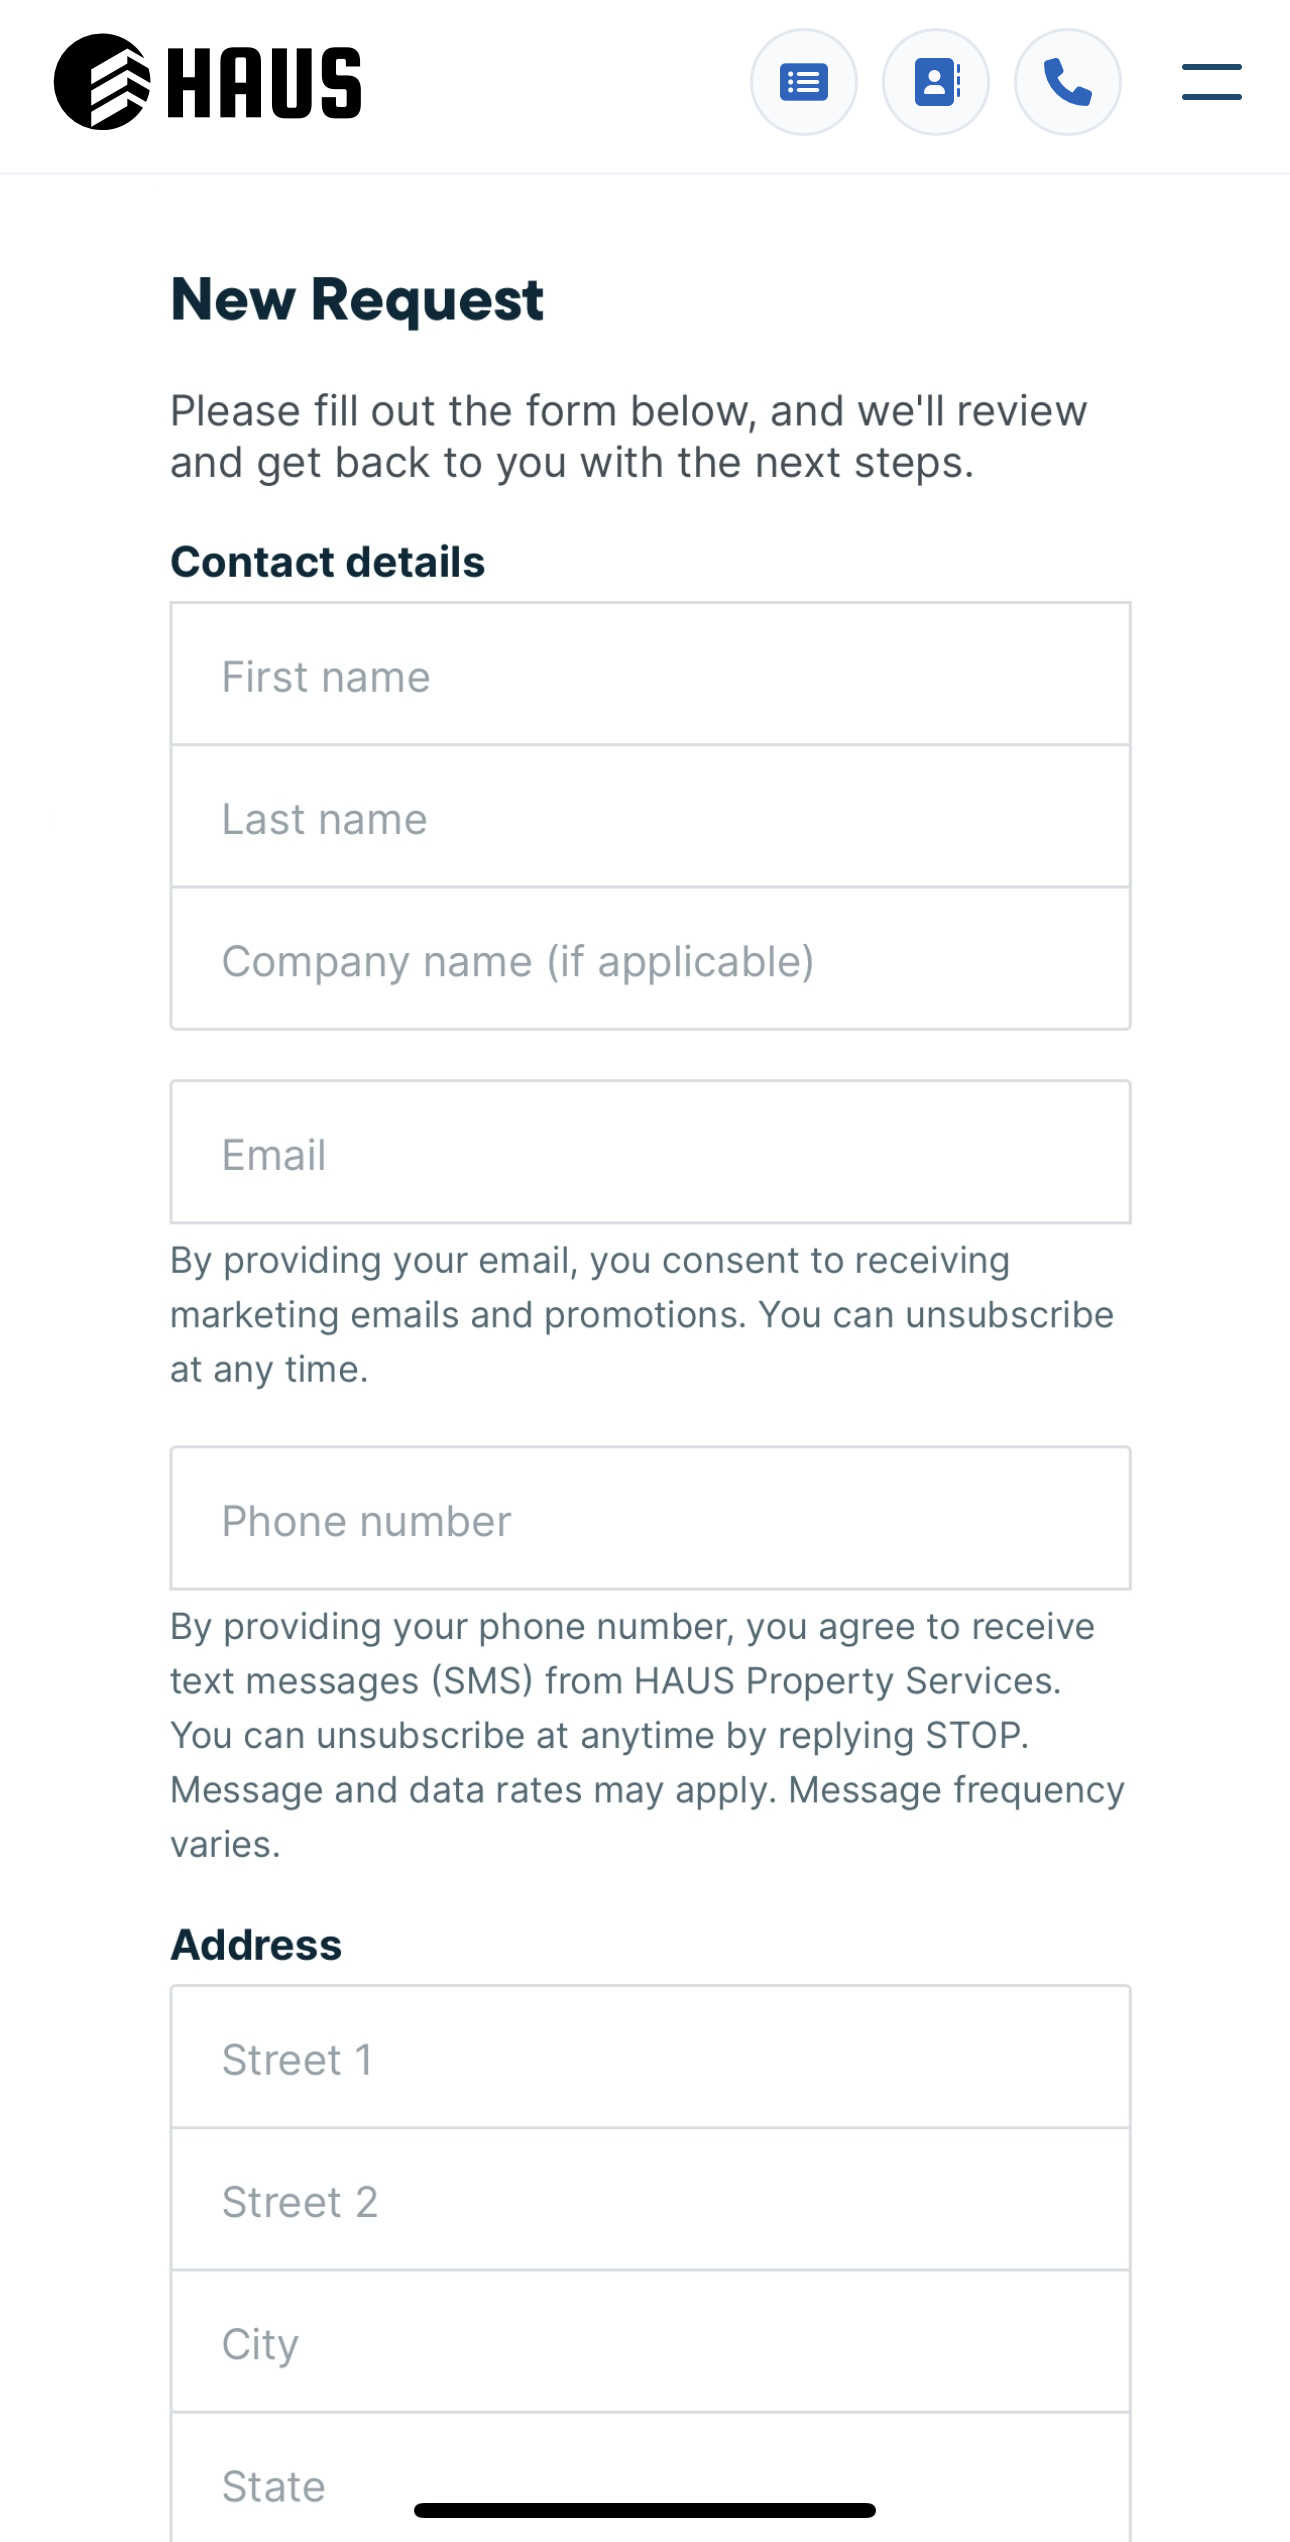 HAUS
New Request
Please fill out the form below, and we'll review
and get back to you with the next steps.
Contact details
First name
Last name
Company name (if applicable)
Email
By providing your email, you consent to receiving
marketing emails and promotions. You can unsubscribe
at any time.
Phone number
By providing your phone number, you agree to receive
text messages (SMS) from HAUS Property Services.
You can unsubscribe at anytime by replying STOP.
Message and data rates may apply. Message frequency
varies.
Address
Street 1
Street 2
City
State